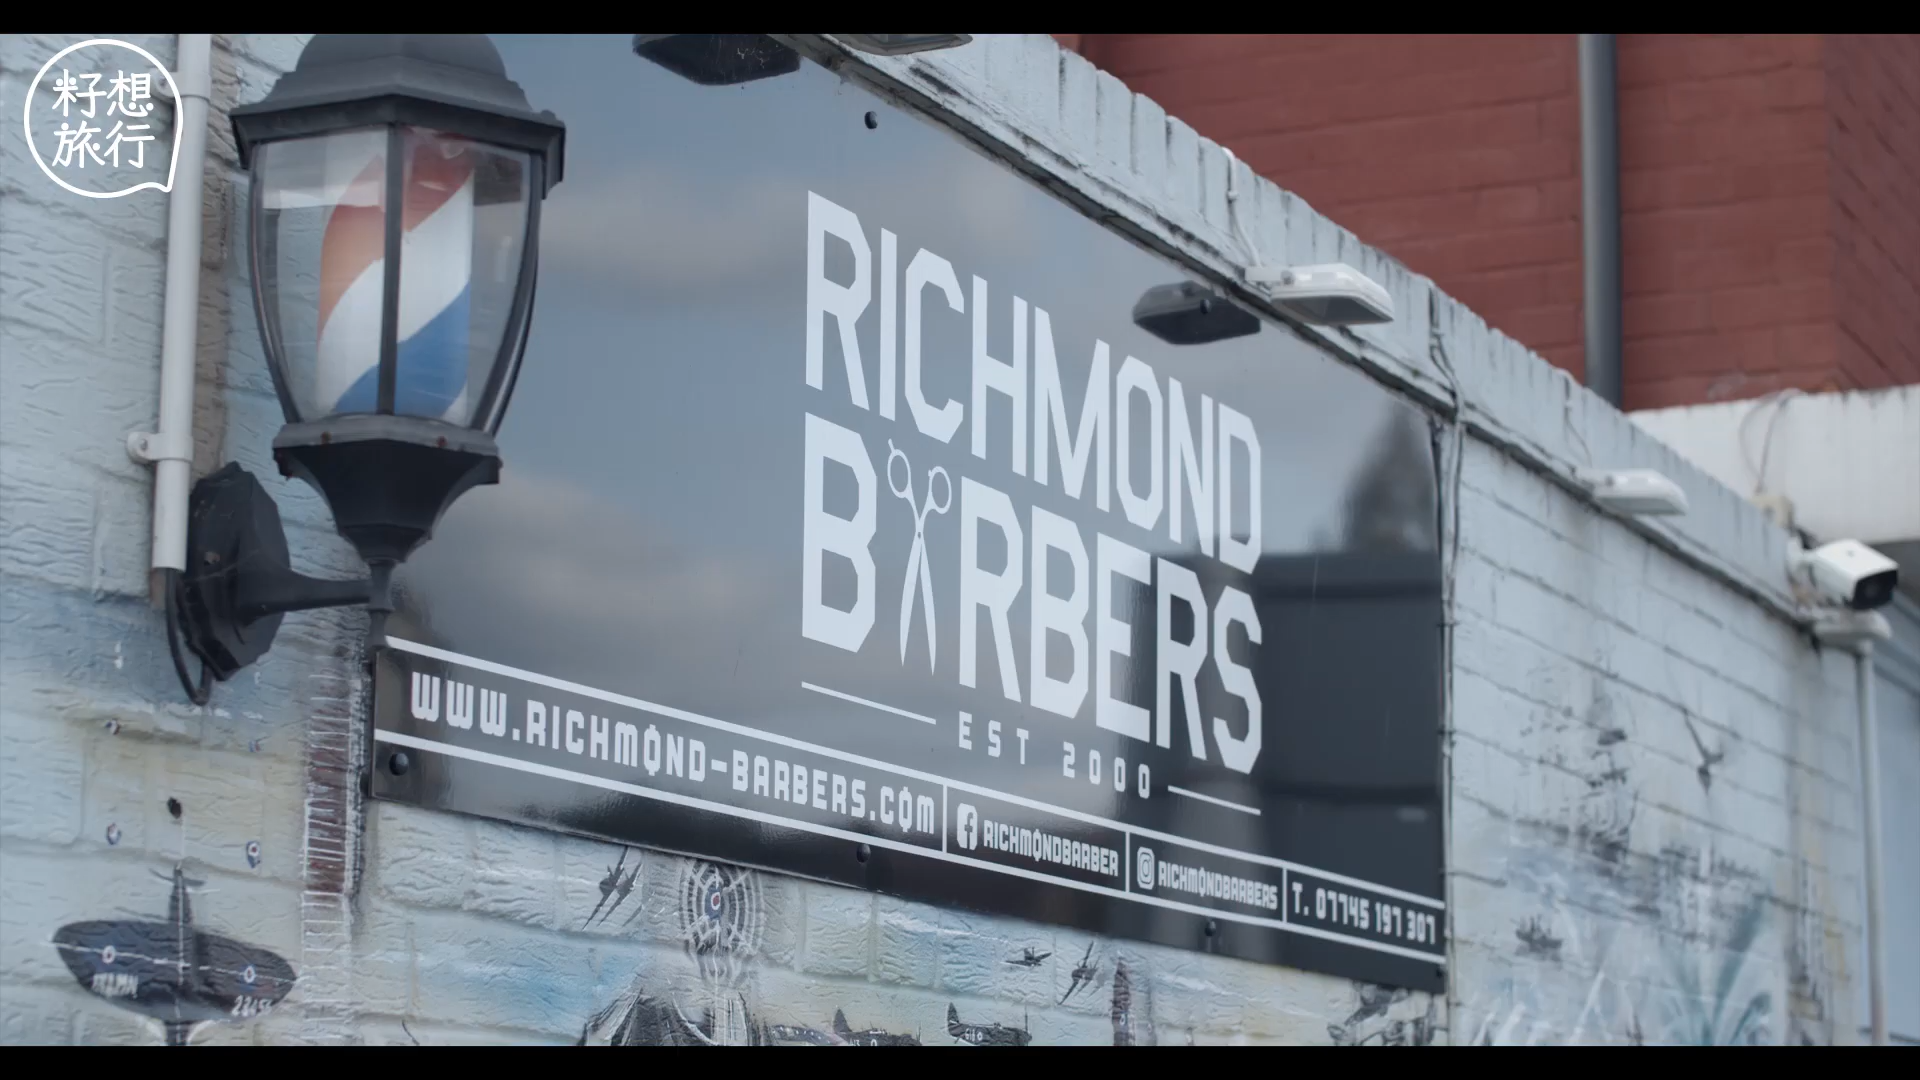 籽想
旅行
RICHMOND
BARBERS
EST 2000
WWW.RICHMOND-BARBERS.COM
RICHMONDBARBER
RICHMONDBARBERS
T. 07745 197 307